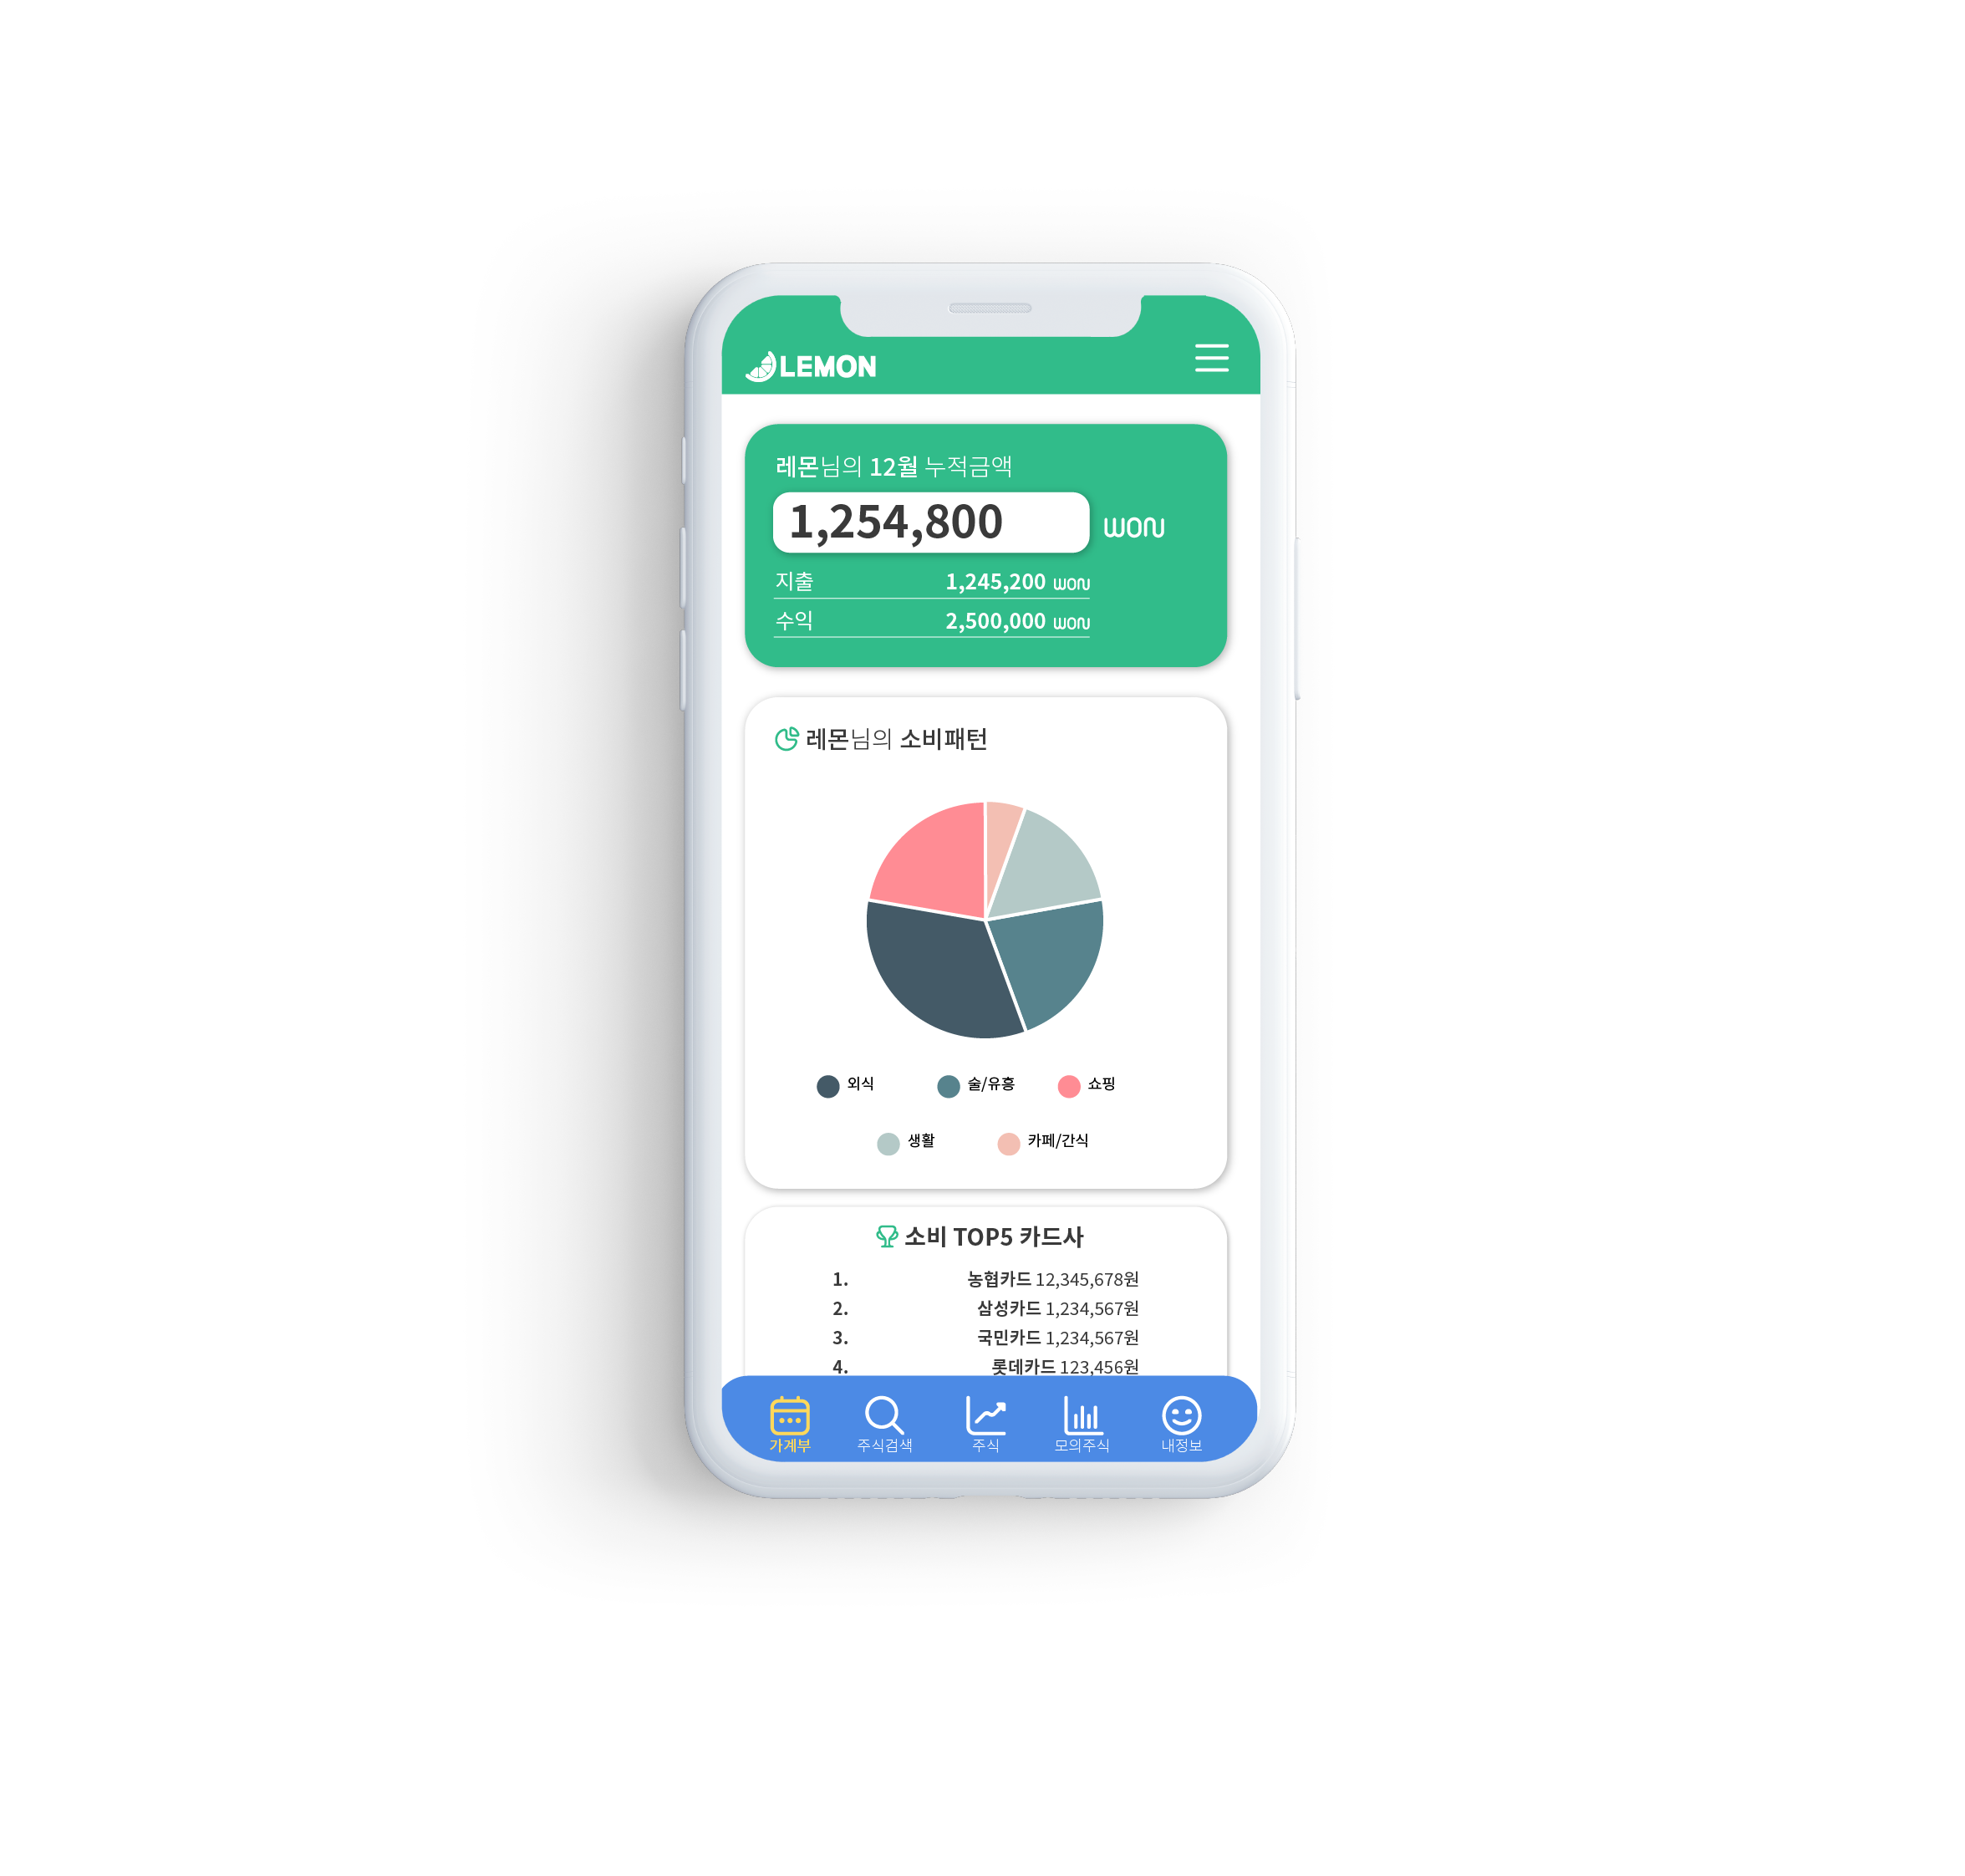 LEMON
레몬님의 12월 누적금액
1,254,800 won
지출 1,245,200 won
수익 2,500,000 won
레몬님의 소비패턴
외식 술/유흥 쇼핑
생활 카페/간식
소비 TOP5 카드사
1. 농협카드 12,345,678원
2. 삼성카드 1,234,567원
3. 국민카드 1,234,567원
4. 롯데카드 123,456원
가계부 주식검색 주식 모의주식 내정보